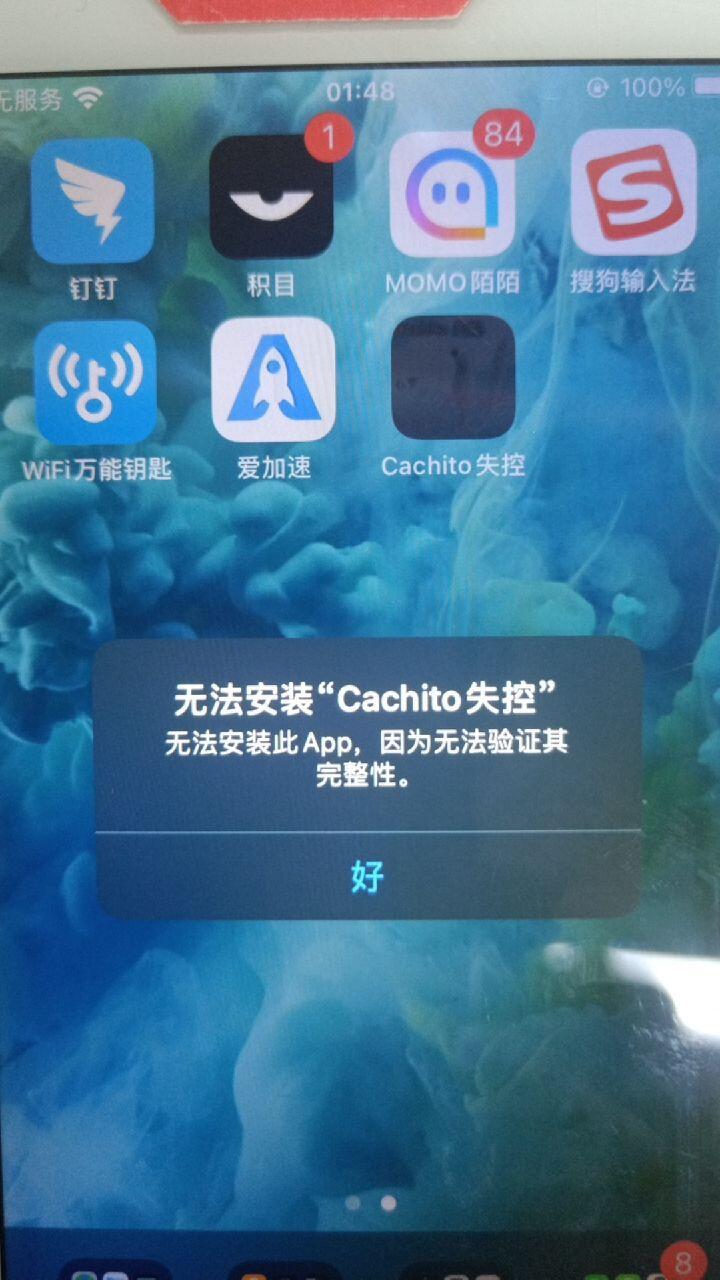 无服务 01:48 100%
1 84
钉钉 积目 MOMO陌陌 搜狗输入法
WiFi万能钥匙 爱加速 Cachito失控
无法安装“Cachito失控”
无法安装此App，因为无法验证其
完整性。
好
8